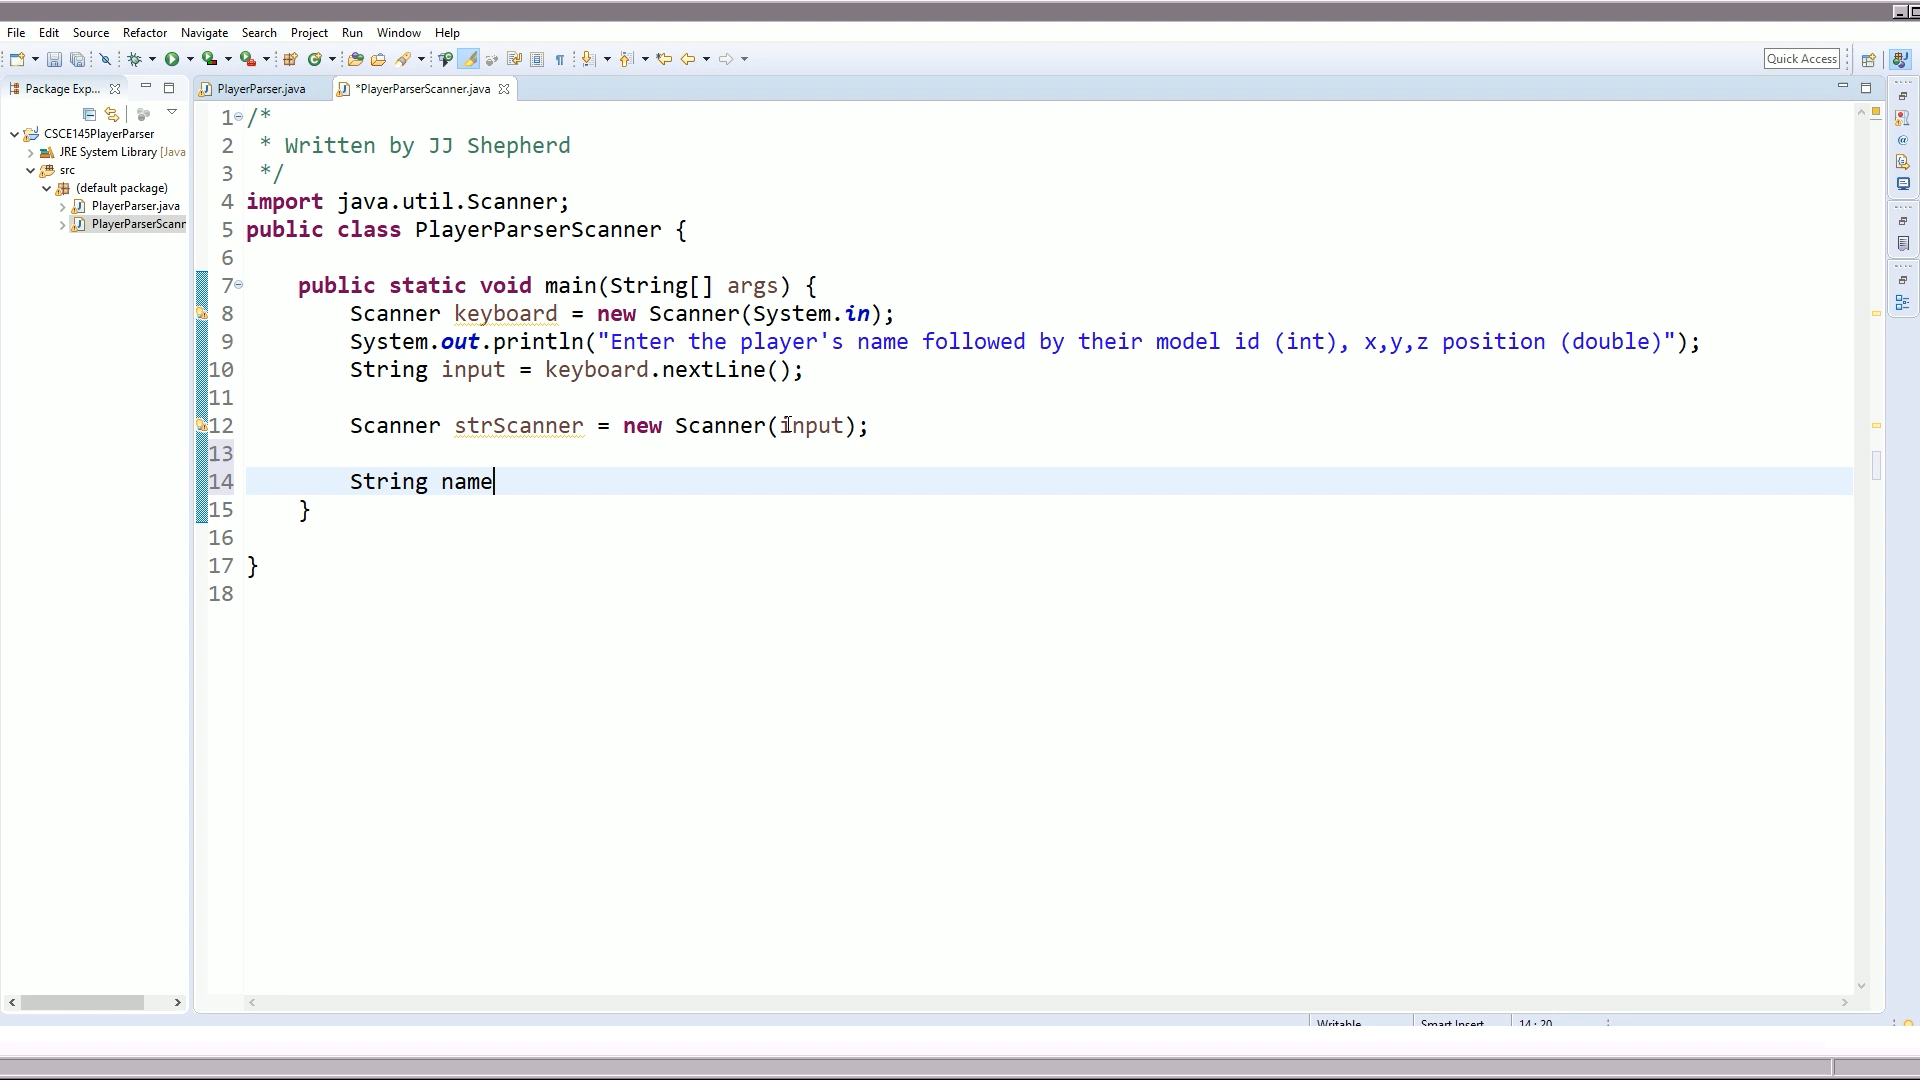 File Edit Source Refactor Navigate Search Project Run Window Help
Quick Access
Package Exp...
PlayerParser.java
*PlayerParserScanner.java
CSCE145PlayerParser
JRE System Library [Java
src
(default package)
PlayerParser.java
PlayerParserScanr
1 /*
2 * Written by JJ Shepherd
3 */
4 import java.util.Scanner;
5 public class PlayerParserScanner {
6
7 public static void main(String[] args) {
8 Scanner keyboard = new Scanner(System.in);
9 System.out.println("Enter the player's name followed by their model id (int), x,y,z position (double)");
10 String input = keyboard.nextLine();
11
12 Scanner strScanner = new Scanner(input);
13
14 String name
15 }
16
17 }
18
Writable Smart Insert 14 : 20